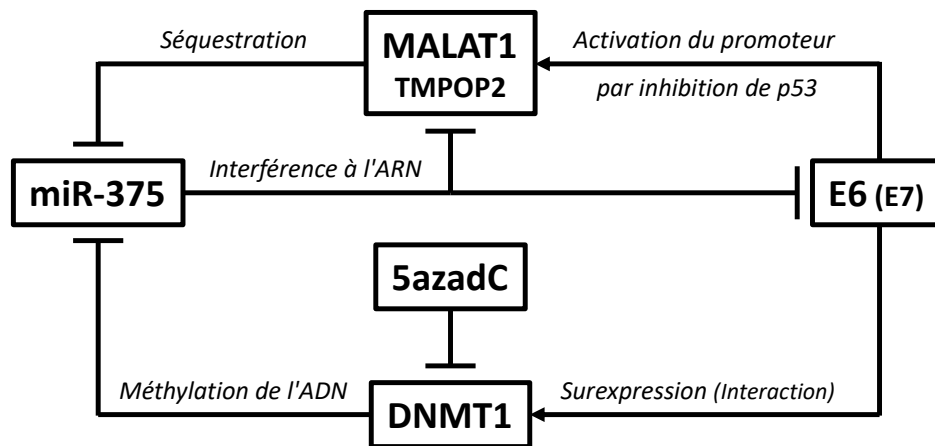 Séquestration
MALAT1
TMPOP2
Activation du promoteur
par inhibition de p53
miR-375
Interférence à l'ARN
E6 (E7)
5azadC
Méthylation de l'ADN
DNMT1
Surexpression (Interaction)